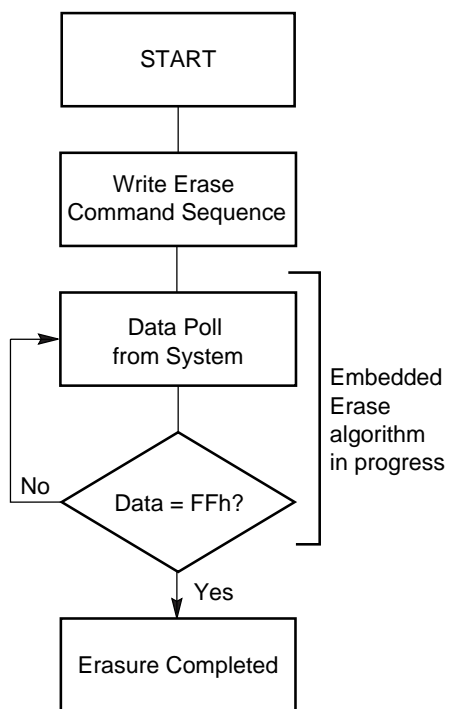 START
Write Erase
Command Sequence
Data Poll
from System
Embedded
Erase
algorithm
in progress
No
Data = FFh?
Yes
Erasure Completed